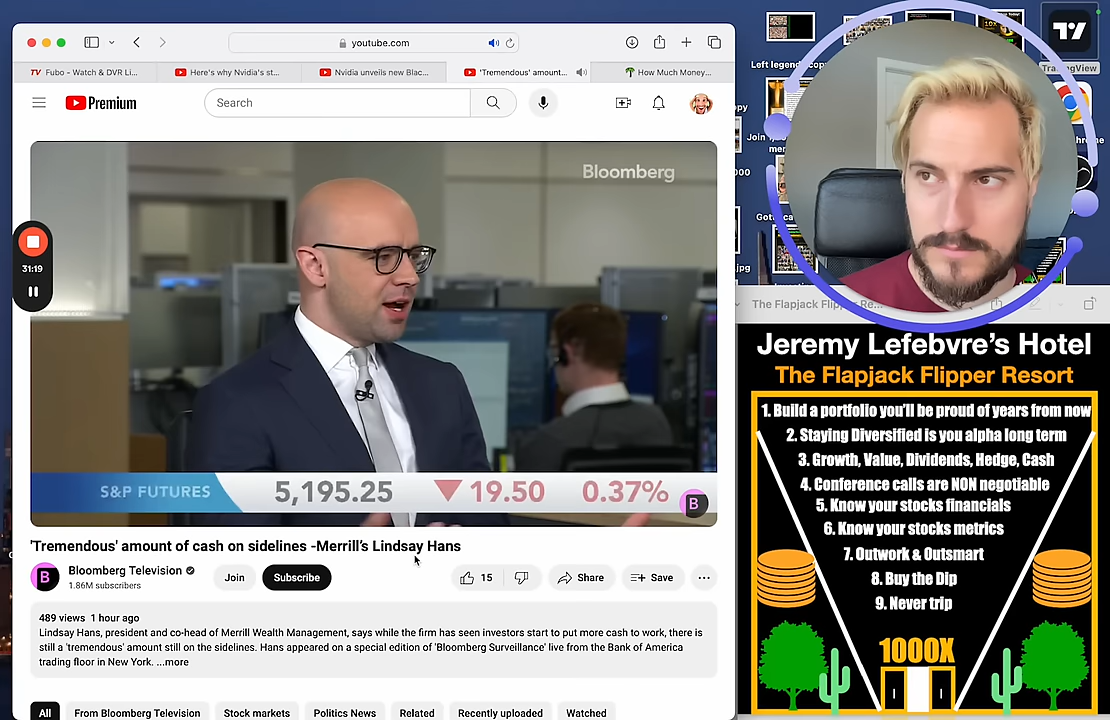 youtube.com
TV Fubo - Watch & DVR Li...
Here's why Nvidia's st...
Nvidia unveils new Blac...
'Tremendous' amount...
How Much Money...
Premium
Search
Bloomberg
31:19
S&P FUTURES 5,195.25 19.50 0.37%
B
'Tremendous' amount of cash on sidelines -Merrill's Lindsay Hans
B
Bloomberg Television
1.86M subscribers
Join
Subscribe
15
Share
Save
489 views 1 hour ago
Lindsay Hans, president and co-head of Merrill Wealth Management, says while the firm has seen investors start to put more cash to work, there is
still a 'tremendous' amount still on the sidelines. Hans appeared on a special edition of 'Bloomberg Surveillance' live from the Bank of America
trading floor in New York. ...more
All
From Bloomberg Television
Stock markets
Politics News
Related
Recently uploaded
Watched
Left legend copy
TradingView
Join
The Flapjack Flipper Re...
Jeremy Lefebvre's Hotel
The Flapjack Flipper Resort
1. Build a portfolio you'll be proud of years from now
2. Staying Diversified is you alpha long term
3. Growth, Value, Dividends, Hedge, Cash
4. Conference calls are NON negotiable
5. Know your stocks financials
6. Know your stocks metrics
7. Outwork & Outsmart
8. Buy the Dip
9. Never trip
1000X